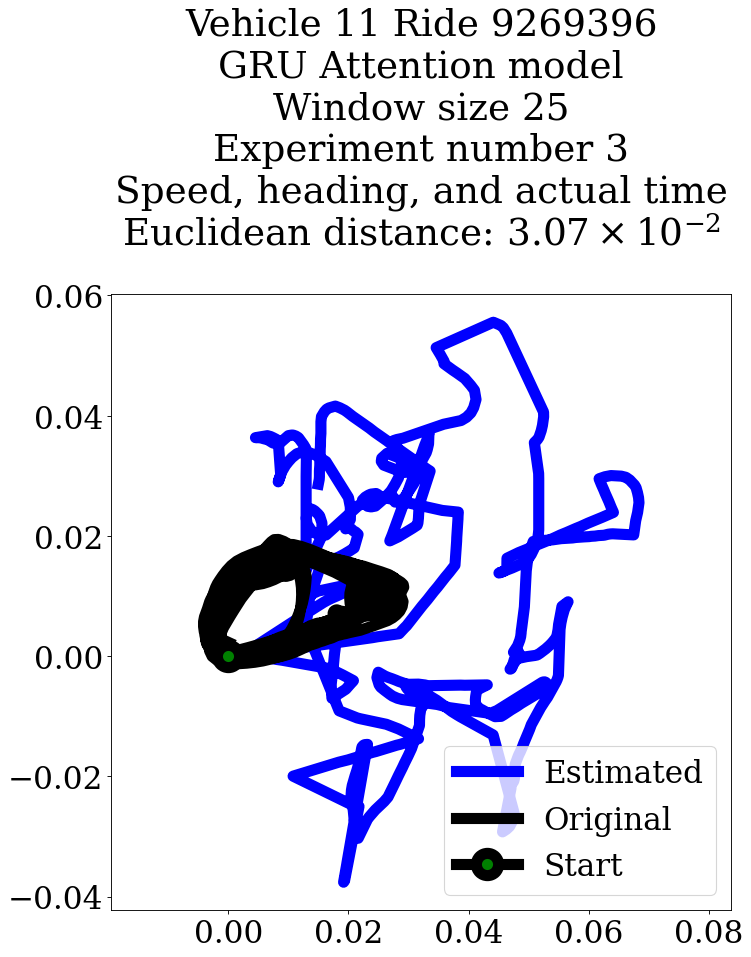 Vehicle 11 Ride 9269396
GRU Attention model
Window size 25
Experiment number 3
Speed, heading, and actual time
Euclidean distance: 3.07 × 10⁻²
0.06
0.04
0.02
0.00
−0.02
−0.04
Estimated
Original
Start
0.00 0.02 0.04 0.06 0.08